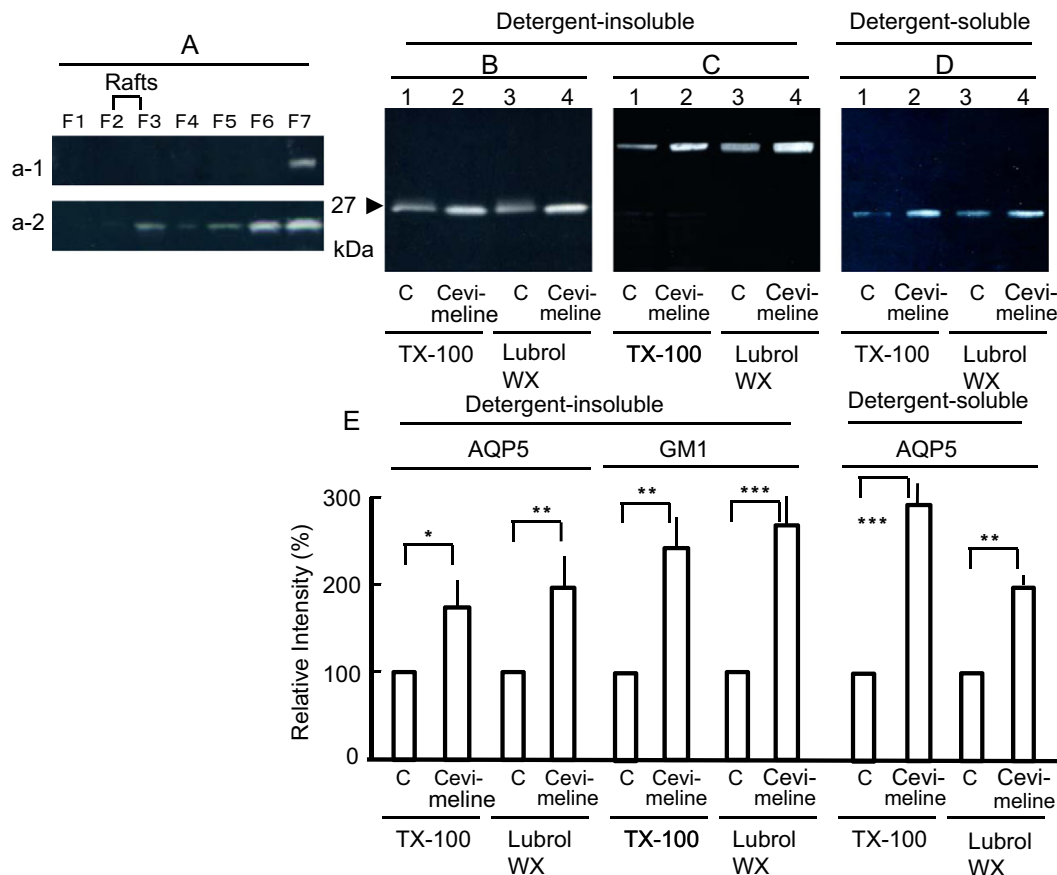 Detergent-insoluble Detergent-soluble
A B C D
Rafts
F1 F2 F3 F4 F5 F6 F7
1 2 3 4 1 2 3 4 1 2 3 4
a-1
a-2
27
kDa
C Cevi-meline C Cevi-meline C Cevi-meline C Cevi-meline C Cevi-meline C Cevi-meline
TX-100 Lubrol WX TX-100 Lubrol WX TX-100 Lubrol WX
E Detergent-insoluble Detergent-soluble
AQP5 GM1 AQP5
Relative Intensity (%)
300
200
100
0
* ** ** *** *** **
C Cevi-meline C Cevi-meline C Cevi-meline C Cevi-meline C Cevi-meline C Cevi-meline
TX-100 Lubrol WX TX-100 Lubrol WX TX-100 Lubrol WX